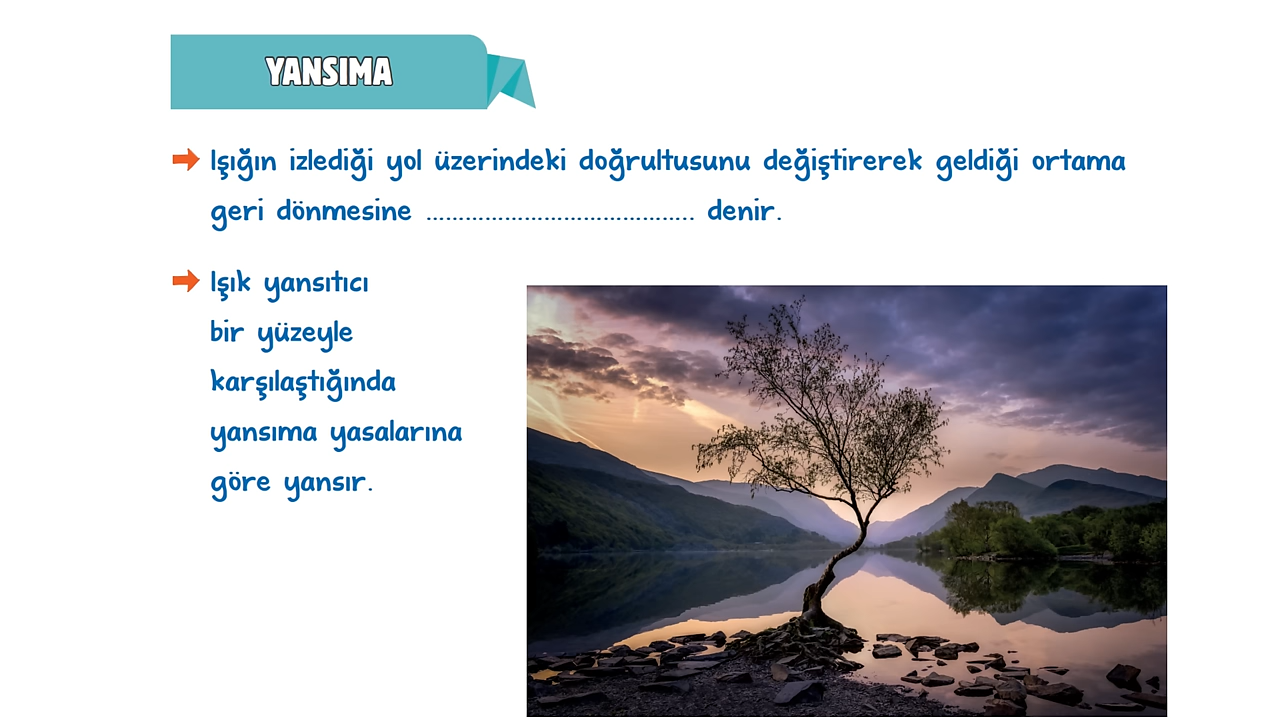 YANSIMA
Işığın izlediği yol üzerindeki doğrultusunu değiştirerek geldiği ortama
geri dönmesine .......................................... denir.
Işık yansıtıcı
bir yüzeyle
karşılaştığında
yansıma yasalarına
göre yansır.